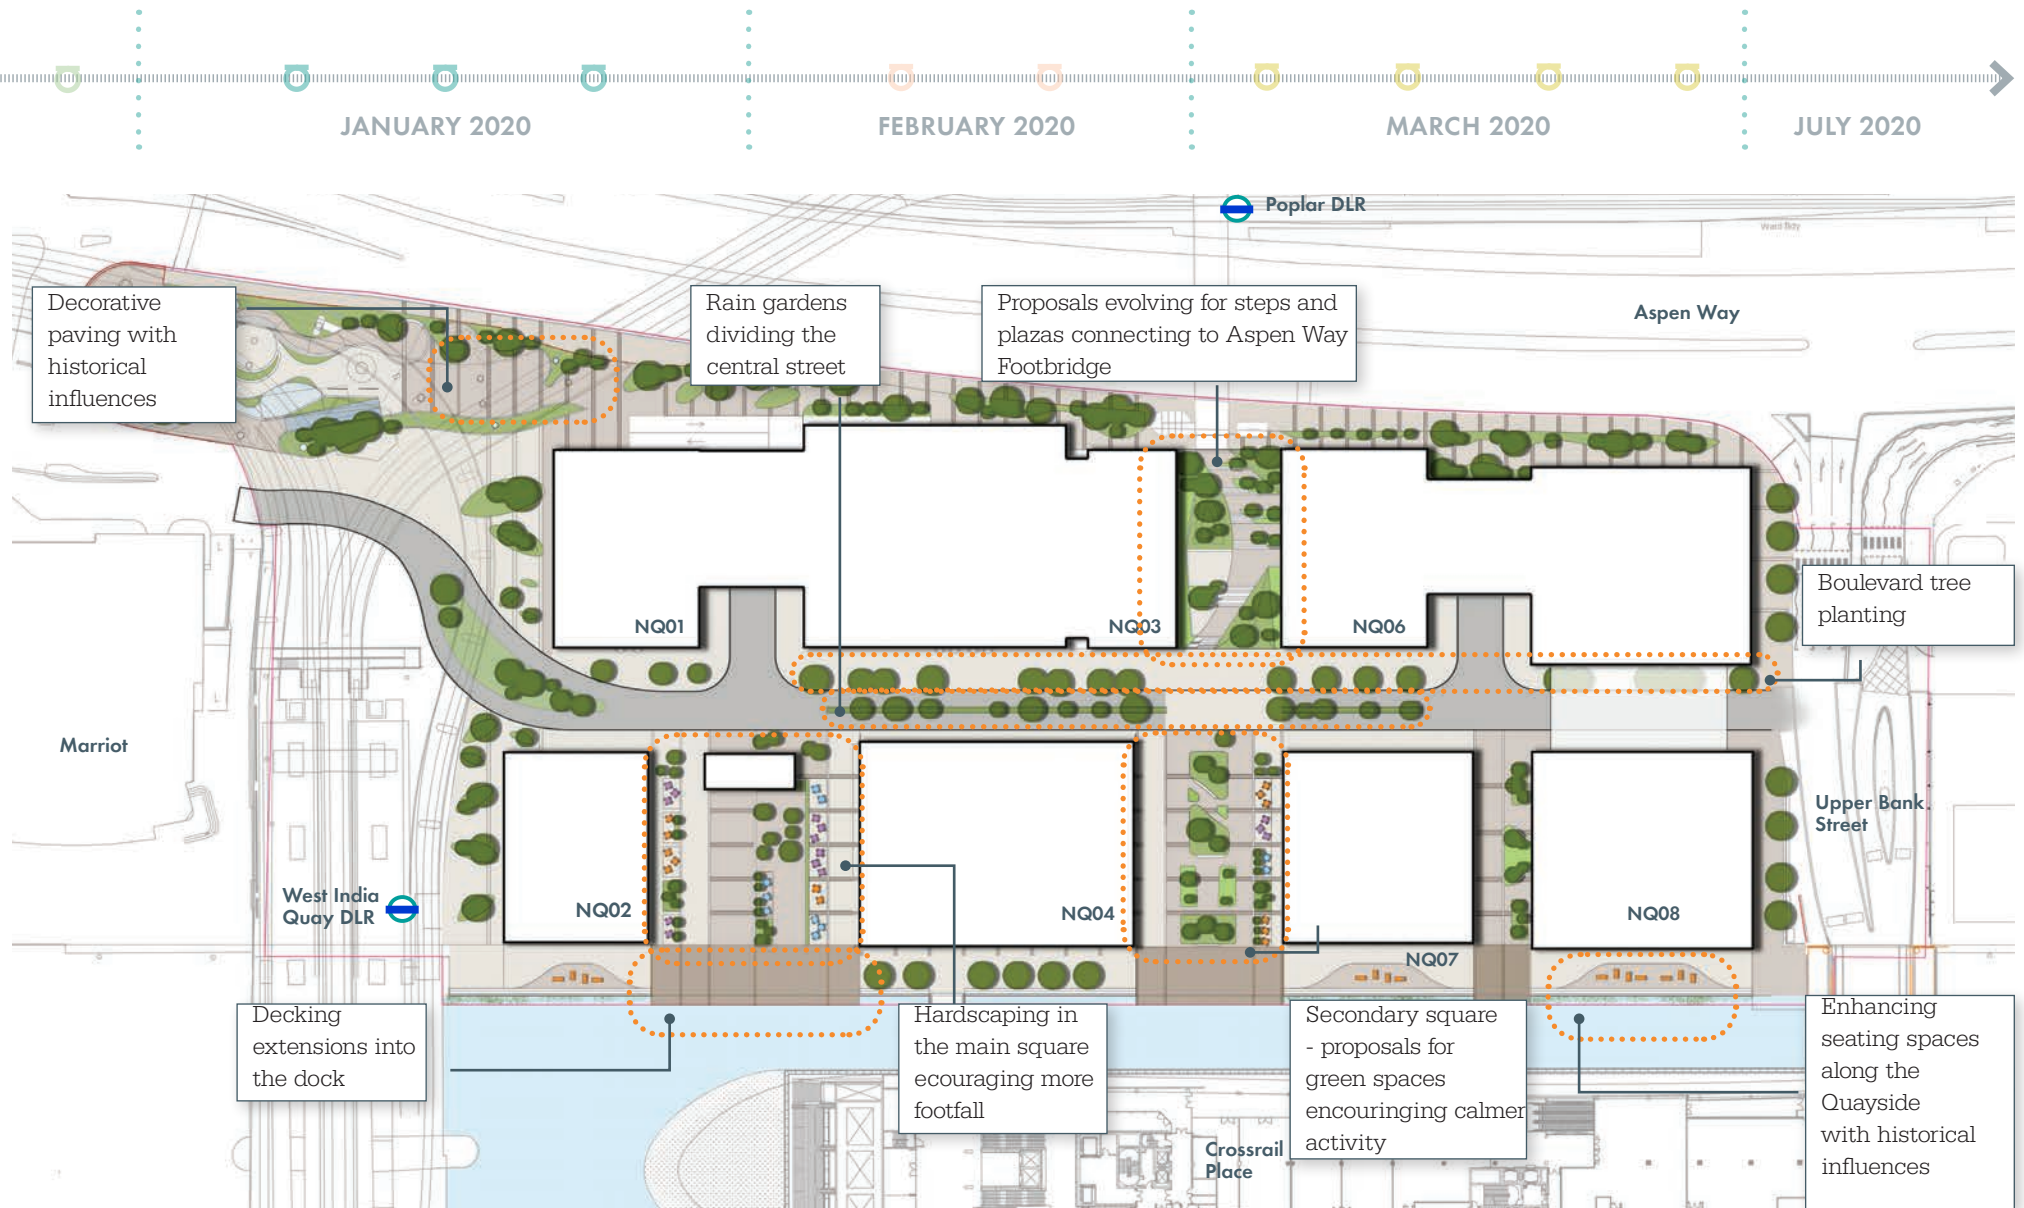 JANUARY 2020
FEBRUARY 2020
MARCH 2020
JULY 2020
Poplar DLR
Ward Bdy
Aspen Way
Decorative
paving with
historical
influences
Rain gardens
dividing the
central street
Proposals evolving for steps and
plazas connecting to Aspen Way
Footbridge
Boulevard tree
planting
NQ01
NQ03
NQ06
Marriot
Upper Bank
Street
West India
Quay DLR
NQ02
NQ04
NQ08
NQ07
Decking
extensions into
the dock
Hardscaping in
the main square
ecouraging more
footfall
Secondary square
- proposals for
green spaces
encouringing calmer
activity
Enhancing
seating spaces
along the
Quayside
with historical
influences
Crossrail
Place